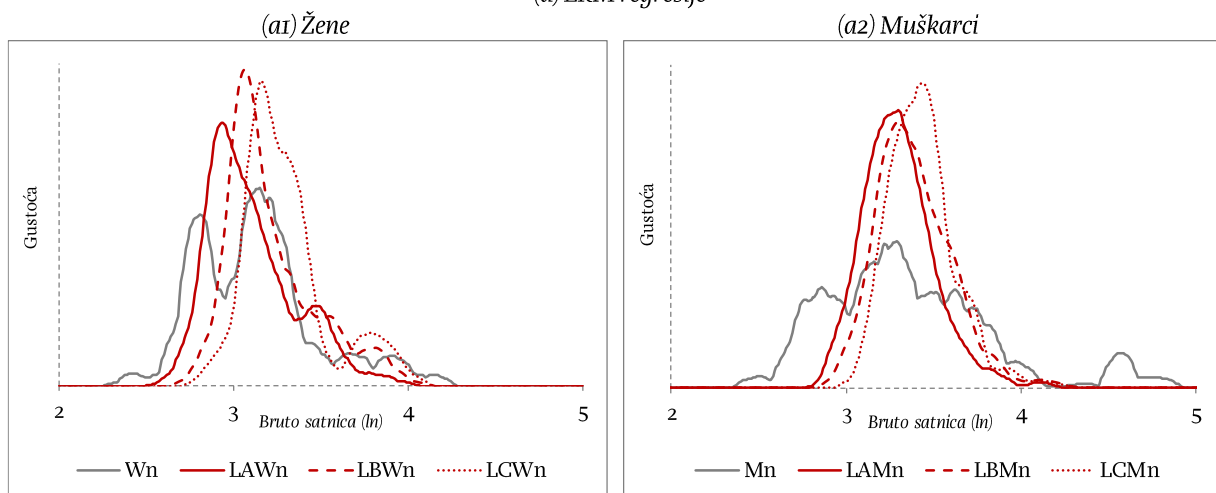 (a1) Žene
(a2) Muškarci
Gustoća
2 3 4 5
Bruto satnica (ln)
Wn LAWn LBWn LCWn
Gustoća
2 3 4 5
Bruto satnica (ln)
Mn LAMn LBMn LCMn